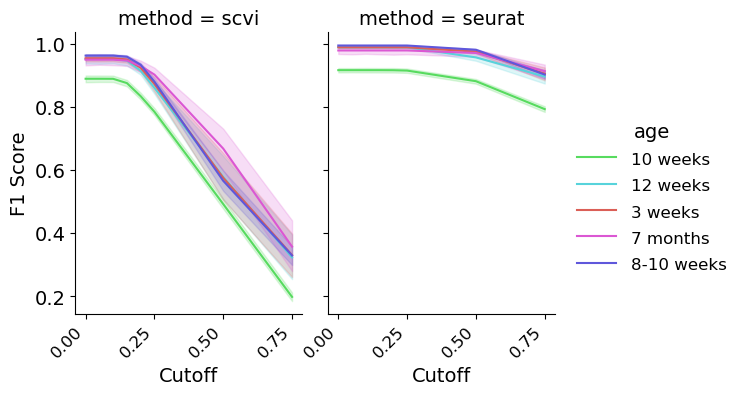 method = scvi
method = seurat
F1 Score
1.0
0.8
0.6
0.4
0.2
0.00
0.25
0.50
0.75
Cutoff
0.00
0.25
0.50
0.75
Cutoff
age
10 weeks
12 weeks
3 weeks
7 months
8-10 weeks